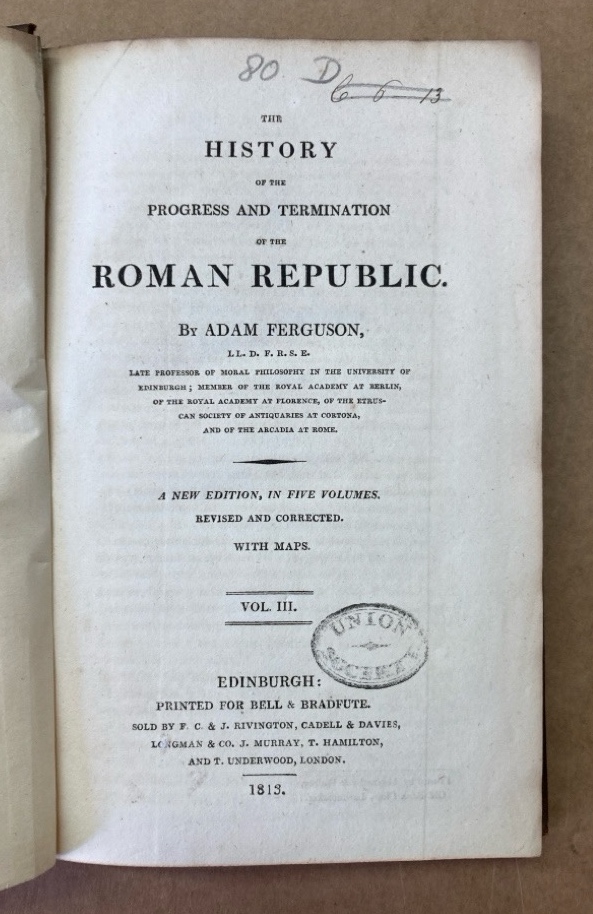 80 D
6 6 13
THE
HISTORY
OF THE
PROGRESS AND TERMINATION
OF THE
ROMAN REPUBLIC.
By ADAM FERGUSON,
LL. D. F. R. S. E.
LATE PROFESSOR OF MORAL PHILOSOPHY IN THE UNIVERSITY OF
EDINBURGH; MEMBER OF THE ROYAL ACADEMY AT BERLIN,
OF THE ROYAL ACADEMY AT FLORENCE, OF THE ETRUS-
CAN SOCIETY OF ANTIQUARIES AT CORTONA,
AND OF THE ARCADIA AT ROME.
A NEW EDITION, IN FIVE VOLUMES.
REVISED AND CORRECTED.
WITH MAPS.
VOL. III.
UNION
SOCIETY
EDINBURGH:
PRINTED FOR BELL & BRADFUTE.
SOLD BY F. C. & J. RIVINGTON, CADELL & DAVIES,
LONGMAN & CO. J. MURRAY, T. HAMILTON,
AND T. UNDERWOOD, LONDON.
1813.